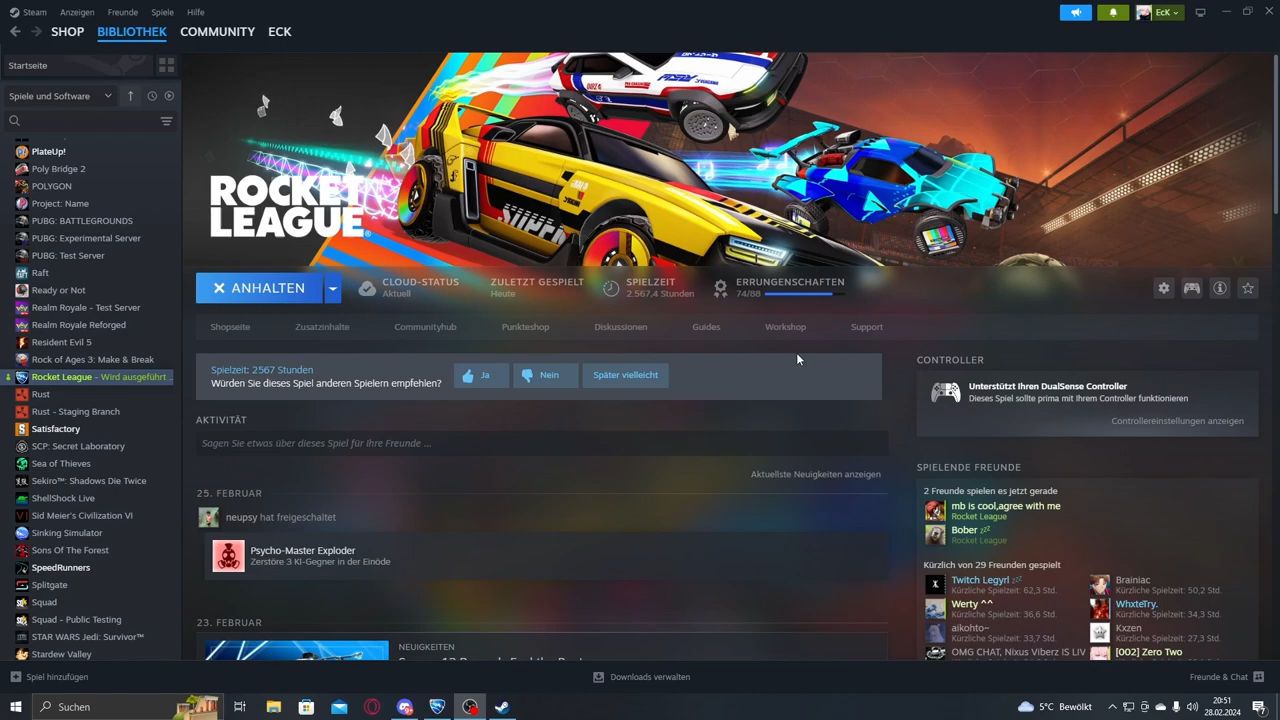 Steam Anzeigen Freunde Spiele Hilfe
EcK
SHOP BIBLIOTHEK COMMUNITY ECK
Startseite
Spiele und Software
PlateUp!
Poly Bridge 2
POLYGON
Project: Name
PUBG: BATTLEGROUNDS
PUBG: Experimental Server
PUBG: Test Server
Raft
Ready or Not
Realm Royale - Test Server
Realm Royale Reforged
Resident Evil 5
Rock of Ages 3: Make & Break
Rocket League - Wird ausgeführt
Rust
Rust - Staging Branch
Satisfactory
SCP: Secret Laboratory
Sea of Thieves
Sekiro™: Shadows Die Twice
ShellShock Live
Sid Meier's Civilization VI
Sinking Simulator
Sons Of The Forest
SpeedRunners
Splitgate
Squad
Squad - Public Testing
STAR WARS Jedi: Survivor™
Stardew Valley
ROCKET
LEAGUE
ANHALTEN
CLOUD-STATUS
Aktuell
ZULETZT GESPIELT
Heute
SPIELZEIT
2.567,4 Stunden
ERRUNGENSCHAFTEN
74/88
Shopseite Zusatzinhalte Communityhub Punkteshop Diskussionen Guides Workshop Support
Spielzeit: 2567 Stunden
Würden Sie dieses Spiel anderen Spielern empfehlen?
Ja
Nein
Später vielleicht
AKTIVITÄT
Sagen Sie etwas über dieses Spiel für Ihre Freunde ...
Aktuellste Neuigkeiten anzeigen
25. FEBRUAR
neupsy hat freigeschaltet
Psycho-Master Exploder
Zerstöre 3 KI-Gegner in der Einöde
23. FEBRUAR
NEUIGKEITEN
CONTROLLER
Unterstützt Ihren DualSense Controller
Dieses Spiel sollte prima mit Ihrem Controller funktionieren
Controllereinstellungen anzeigen
SPIELENDE FREUNDE
2 Freunde spielen es jetzt gerade
mb is cool,agree with me
Rocket League
Bober zzz
Rocket League
Kürzlich von 29 Freunden gespielt
Twitch Legyrl zzz
Kürzliche Spielzeit: 62,3 Std.
Brainiac
Kürzliche Spielzeit: 50,2 Std.
Werty ^^
Kürzliche Spielzeit: 36,6 Std.
WhxteTry.
Kürzliche Spielzeit: 34,3 Std.
aikohto~
Kürzliche Spielzeit: 33,7 Std.
Kxzen
Kürzliche Spielzeit: 27,3 Std.
OMG CHAT, Nixus Viberz IS LIV
[002] Zero Two
Spiel hinzufügen
Downloads verwalten
Freunde & Chat
Suchen
5°C Bewölkt
20:51
28.02.2024